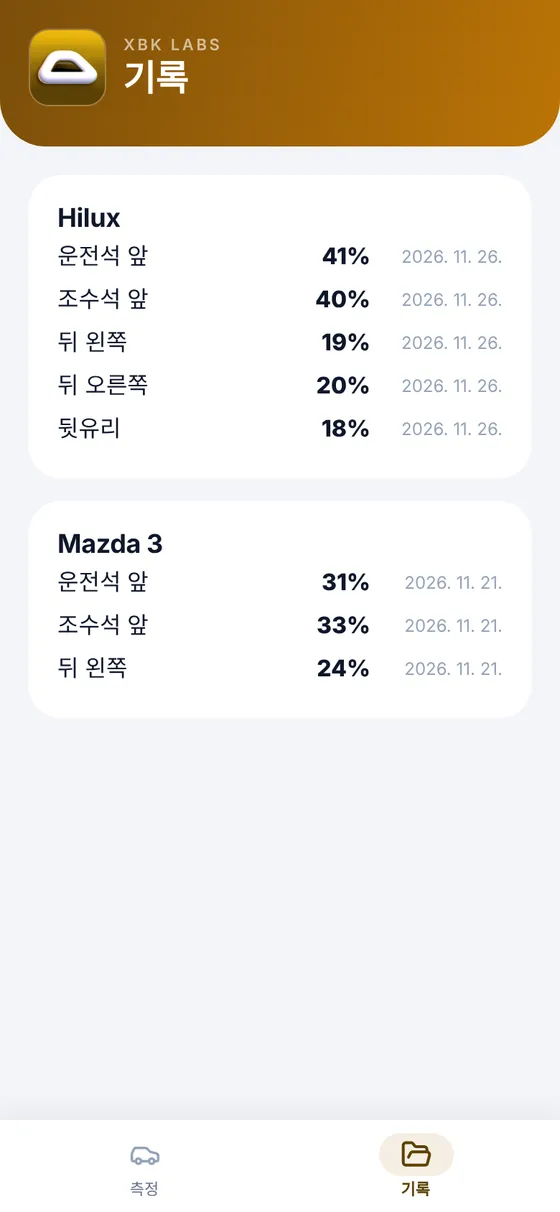 XBK LABS
기록
Hilux
운전석 앞 41% 2026. 11. 26.
조수석 앞 40% 2026. 11. 26.
뒤 왼쪽 19% 2026. 11. 26.
뒤 오른쪽 20% 2026. 11. 26.
뒷유리 18% 2026. 11. 26.
Mazda 3
운전석 앞 31% 2026. 11. 21.
조수석 앞 33% 2026. 11. 21.
뒤 왼쪽 24% 2026. 11. 21.
측정 기록